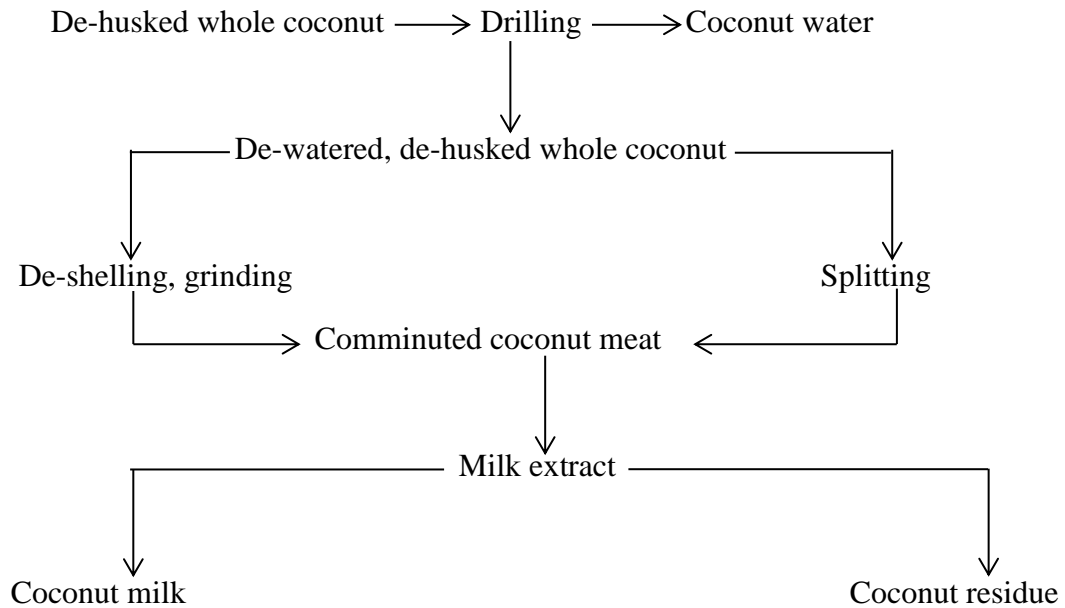 De-husked whole coconut Drilling Coconut water
De-watered, de-husked whole coconut
De-shelling, grinding Splitting
Comminuted coconut meat
Milk extract
Coconut milk Coconut residue